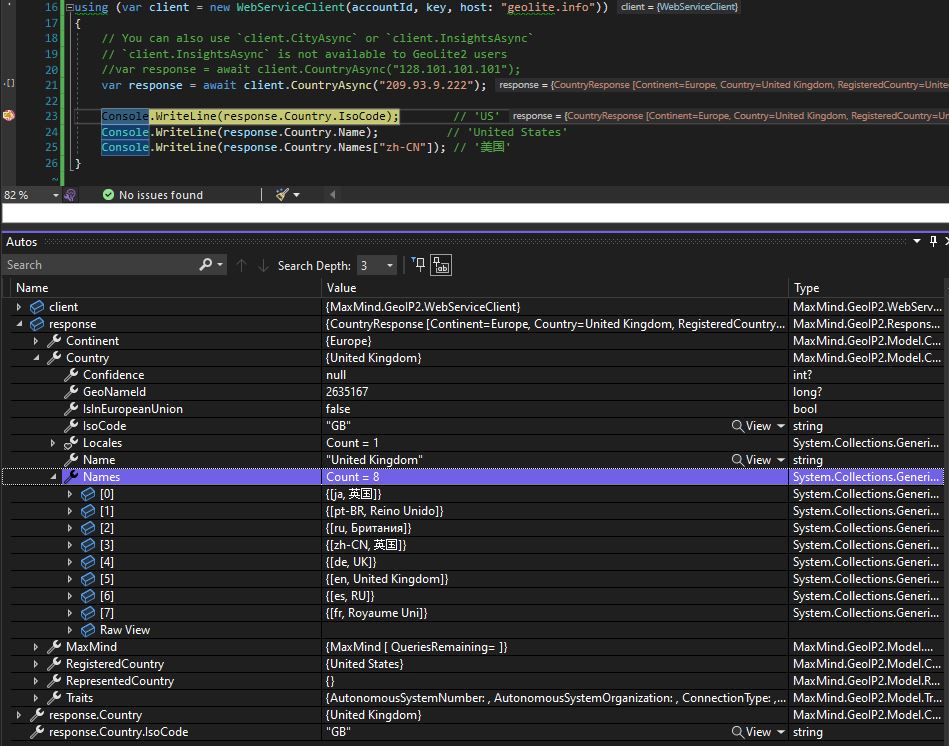 16 using (var client = new WebServiceClient(accountId, key, host: "geolite.info")) client = {WebServiceClient}
17 {
18 // You can also use `client.CityAsync` or `client.InsightsAsync`
19 // `client.InsightsAsync` is not available to GeoLite2 users
20 //var response = await client.CountryAsync("128.101.101.101");
21 var response = await client.CountryAsync("209.93.9.222"); response = {CountryResponse [Continent=Europe, Country=United Kingdom, RegisteredCountry=Unite
22
23 Console.WriteLine(response.Country.IsoCode); // 'US' response = {CountryResponse [Continent=Europe, Country=United Kingdom, RegisteredCountry=Un
24 Console.WriteLine(response.Country.Name); // 'United States'
25 Console.WriteLine(response.Country.Names["zh-CN"]); // '美国'
26 }
82 % No issues found
Autos
Search Search Depth: 3
Name Value Type
client {MaxMind.GeoIP2.WebServiceClient} MaxMind.GeoIP2.WebServ...
response {CountryResponse [Continent=Europe, Country=United Kingdom, RegisteredCountry... MaxMind.GeoIP2.Respons...
Continent {Europe} MaxMind.GeoIP2.Model.C...
Country {United Kingdom} MaxMind.GeoIP2.Model.C...
Confidence null int?
GeoNameId 2635167 long?
IsInEuropeanUnion false bool
IsoCode "GB" View string
Locales Count = 1 System.Collections.Generi...
Name "United Kingdom" View string
Names Count = 8 System.Collections.Generi...
[0] {[ja, 英国]} System.Collections.Generi...
[1] {[pt-BR, Reino Unido]} System.Collections.Generi...
[2] {[ru, Британия]} System.Collections.Generi...
[3] {[zh-CN, 英国]} System.Collections.Generi...
[4] {[de, UK]} System.Collections.Generi...
[5] {[en, United Kingdom]} System.Collections.Generi...
[6] {[es, RU]} System.Collections.Generi...
[7] {[fr, Royaume Uni]} System.Collections.Generi...
Raw View
MaxMind {MaxMind [ QueriesRemaining= ]} MaxMind.GeoIP2.Model....
RegisteredCountry {United States} MaxMind.GeoIP2.Model.C...
RepresentedCountry {} MaxMind.GeoIP2.Model.R...
Traits {AutonomousSystemNumber: , AutonomousSystemOrganization: , ConnectionType: ,... MaxMind.GeoIP2.Model.Tr...
response.Country {United Kingdom} MaxMind.GeoIP2.Model.C...
response.Country.IsoCode "GB" View string